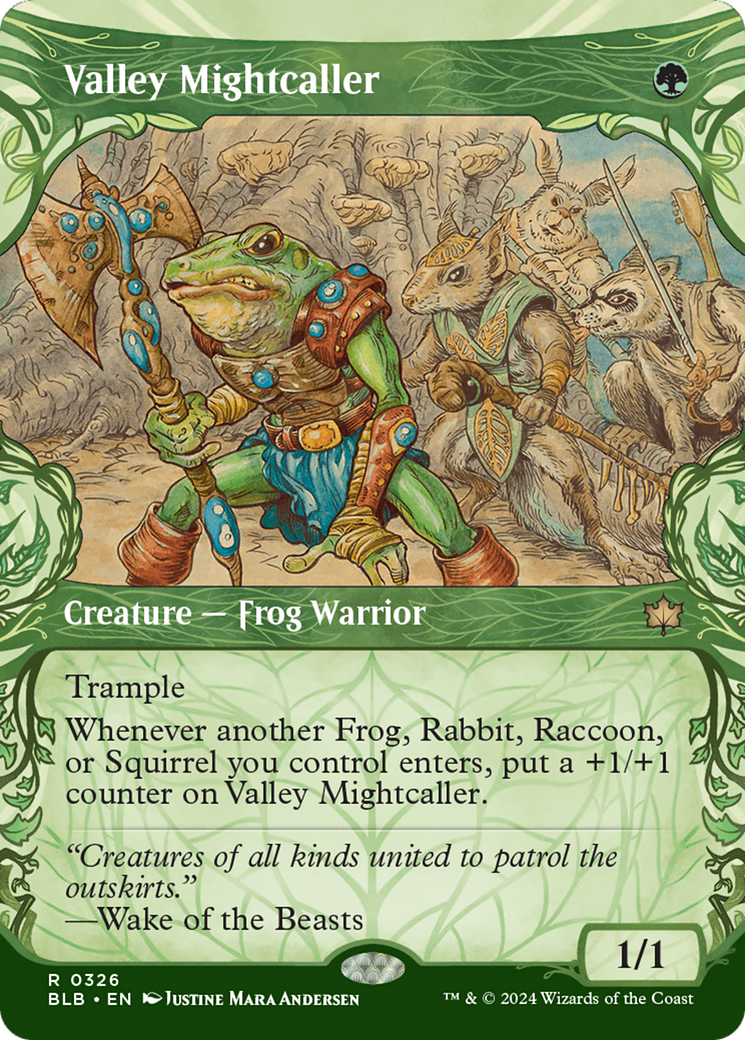 Valley Mightcaller
Creature — Frog Warrior
Trample
Whenever another Frog, Rabbit, Raccoon,
or Squirrel you control enters, put a +1/+1
counter on Valley Mightcaller.
“Creatures of all kinds united to patrol the
outskirts.”
—Wake of the Beasts
1/1
R 0326
BLB • EN Justine Mara Andersen
™ & © 2024 Wizards of the Coast